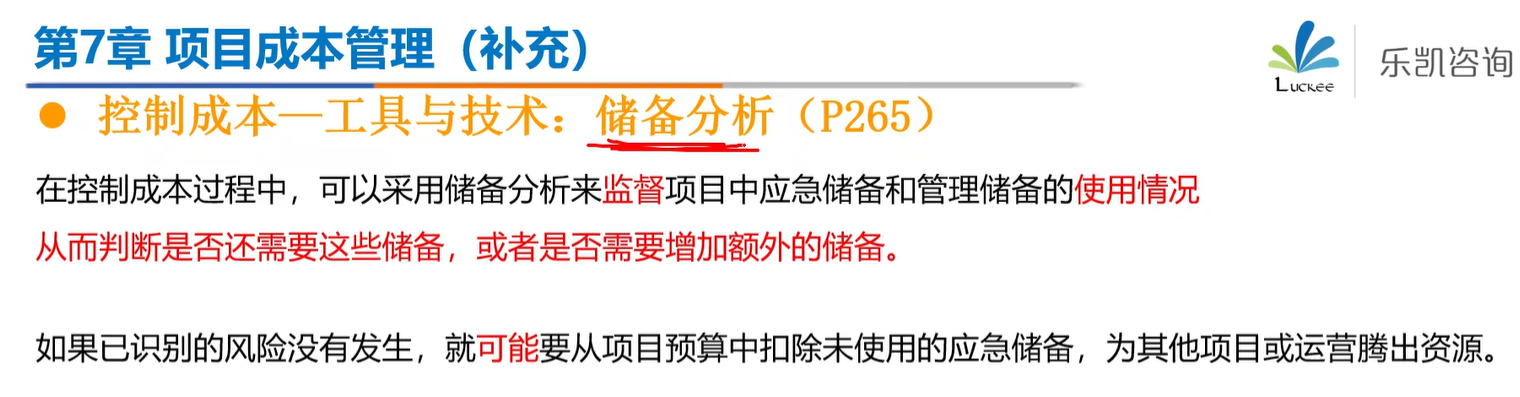 第7章 项目成本管理（补充）
Luckee
乐凯咨询
● 控制成本—工具与技术：储备分析（P265）
在控制成本过程中，可以采用储备分析来监督项目中应急储备和管理储备的使用情况
从而判断是否还需要这些储备，或者是否需要增加额外的储备。
如果已识别的风险没有发生，就可能要从项目预算中扣除未使用的应急储备，为其他项目或运营腾出资源。